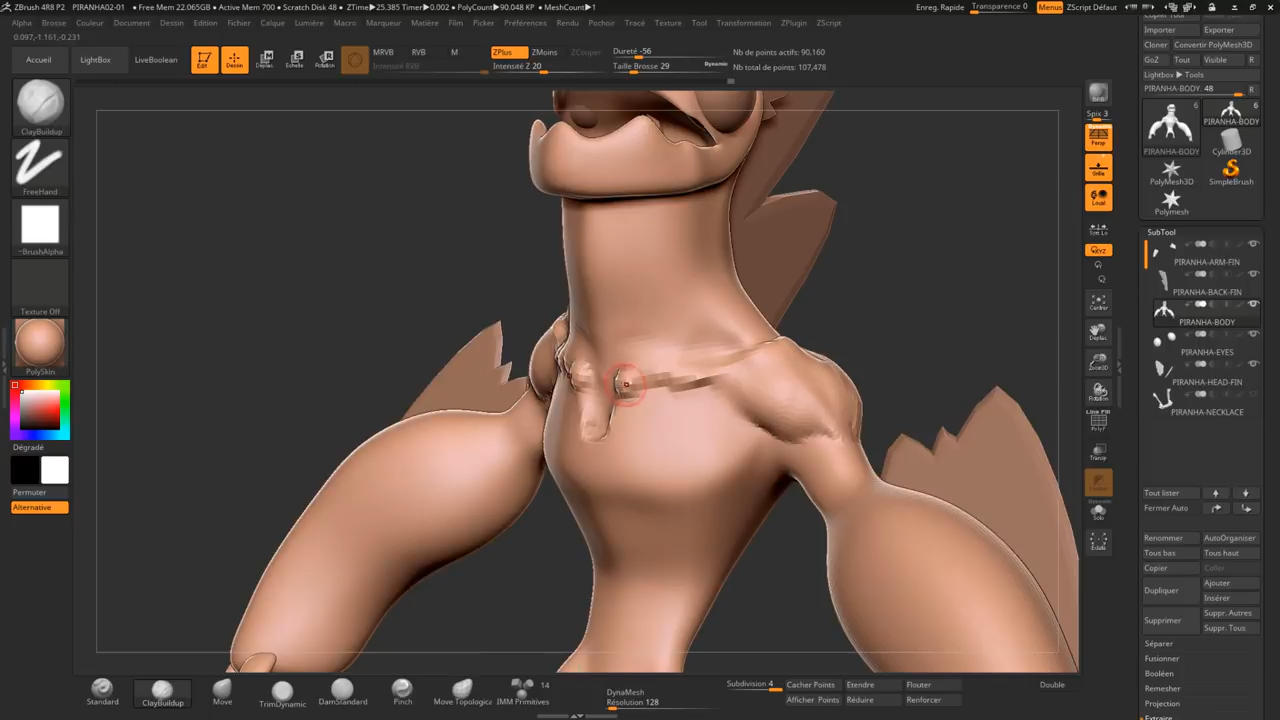 ZBrush 4R8 P2
PIRANHA02-01
• Free Mem 22.065GB • Active Mem 700 • Scratch Disk 48 • ZTime▶25.385 Timer▶0.002 • PolyCount▶90.048 KP • MeshCount▶1
Enreg. Rapide
Transparence 0
Menus
ZScript Défaut
Alpha Brosse Couleur Document Dessin Edition Fichier Calque Lumière Macro Marqueur Matière Film Picker Préférences Rendu Pochoir Tracé Texture Tool Transformation ZPlugin ZScript
0.097,-1.161,-0.231
Accueil
LightBox
LiveBoolean
Edit
Dessin
Deplac.
Echelle
Rotation
MRVB
RVB
M
Intensité RVB
ZPlus
ZMoins
ZCouper
Intensité Z 20
Dureté -56
Taille Brosse 29
Dynamic
Nb de points actifs: 90,160
Nb total de points: 107,478
ClayBuildup
FreeHand
~BrushAlpha
Texture Off
PolySkin
Dégradé
Permuter
Alternative
BPR
Spix 3
Persp
Grille
Local
XYZ
Centrer
Deplac.
Zoom3D
Rotation
Line Fill
PolyF
Transp
Solo
Eclaté
Copier Tool
Importer
Exporter
Cloner
Convertir PolyMesh3D
GoZ
Tout
Visible
R
Lightbox ▶ Tools
PIRANHA-BODY. 48
R
6
6
PIRANHA-BODY
PIRANHA-BODY
Cylinder3D
PolyMesh3D
SimpleBrush
Polymesh
SubTool
PIRANHA-ARM-FIN
PIRANHA-BACK-FIN
PIRANHA-BODY
PIRANHA-EYES
PIRANHA-HEAD-FIN
PIRANHA-NECKLACE
Tout lister
Fermer Auto
Renommer
AutoOrganiser
Tous bas
Tous haut
Copier
Coller
Dupliquer
Ajouter
Insérer
Supprimer
Suppr. Autres
Suppr. Tous
Séparer
Fusionner
Booléen
Remesher
Projection
Extraire
Standard
ClayBuildup
Move
TrimDynamic
DamStandard
Pinch
Move Topologica
IMM Primitives
14
DynaMesh
Résolution 128
Subdivision 4
Cacher Points
Etendre
Flouter
Double
Afficher Points
Réduire
Renforcer